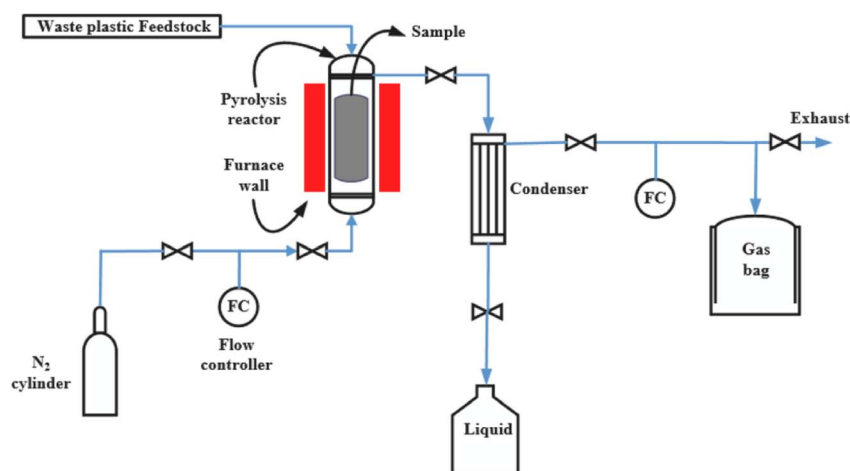 Waste plastic Feedstock
Sample
Pyrolysis
reactor
Exhaust
Furnace
wall
Condenser
FC
Gas
bag
FC
Flow
controller
N₂
cylinder
Liquid